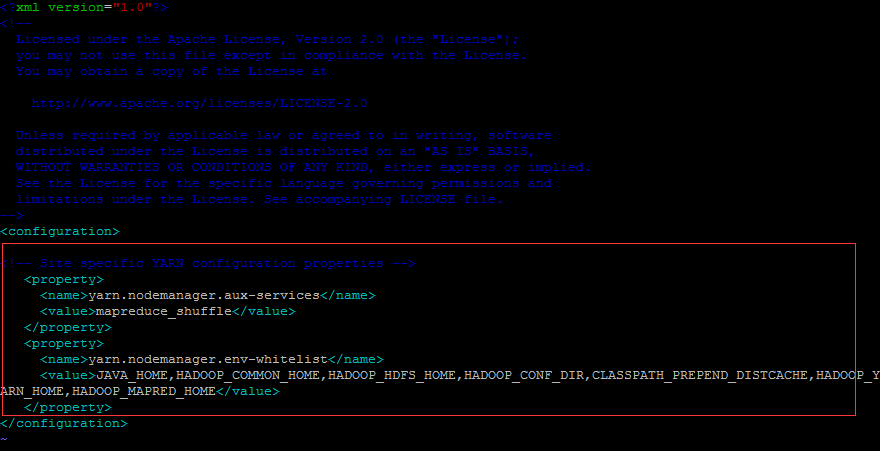 <?xml version="1.0"?>
<!--
  Licensed under the Apache License, Version 2.0 (the "License");
  you may not use this file except in compliance with the License.
  You may obtain a copy of the License at

    http://www.apache.org/licenses/LICENSE-2.0

  Unless required by applicable law or agreed to in writing, software
  distributed under the License is distributed on an "AS IS" BASIS,
  WITHOUT WARRANTIES OR CONDITIONS OF ANY KIND, either express or implied.
  See the License for the specific language governing permissions and
  limitations under the License. See accompanying LICENSE file.
-->
<configuration>

<!-- Site specific YARN configuration properties -->
   <property>
     <name>yarn.nodemanager.aux-services</name>
     <value>mapreduce_shuffle</value>
   </property>
   <property>
     <name>yarn.nodemanager.env-whitelist</name>
     <value>JAVA_HOME,HADOOP_COMMON_HOME,HADOOP_HDFS_HOME,HADOOP_CONF_DIR,CLASSPATH_PREPEND_DISTCACHE,HADOOP_Y
ARN_HOME,HADOOP_MAPRED_HOME</value>
   </property>
</configuration>
~